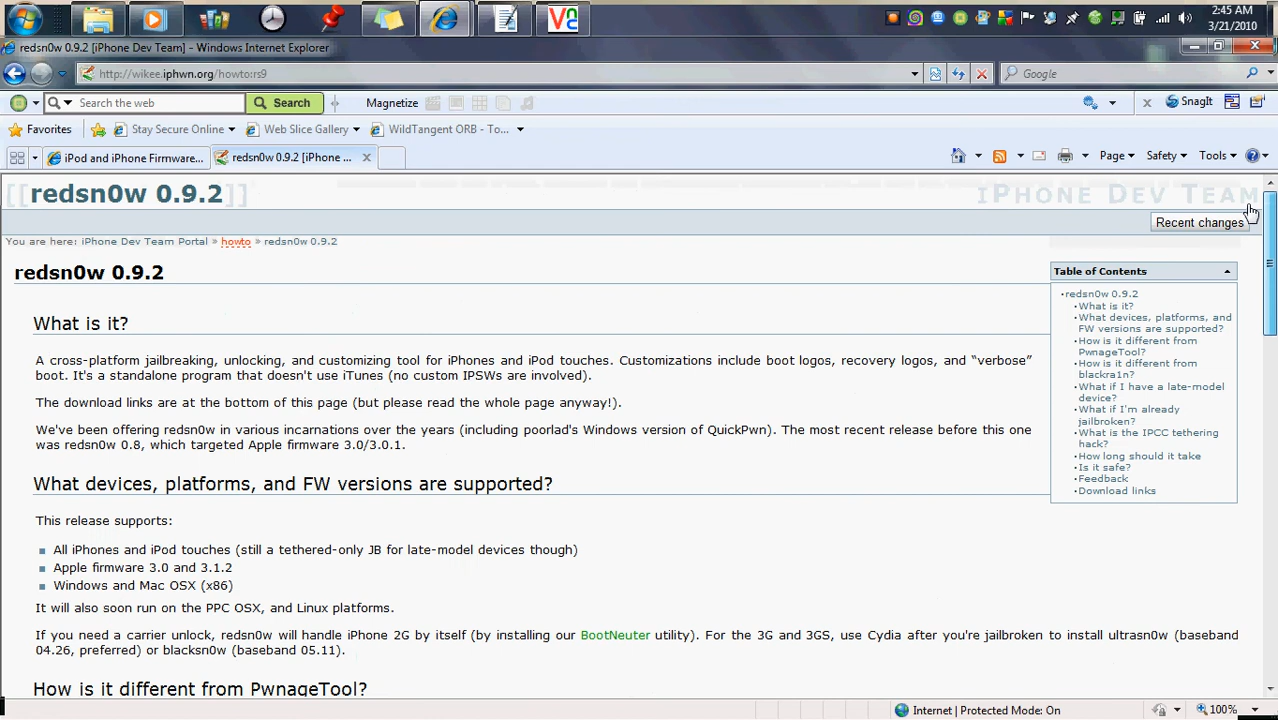 2:45 AM
3/21/2010
redsn0w 0.9.2 [iPhone Dev Team] - Windows Internet Explorer
http://wikee.iphwn.org/howto:rs9
Google
Search the web
Search
Magnetize
SnagIt
Favorites
Stay Secure Online
Web Slice Gallery
WildTangent ORB - To...
iPod and iPhone Firmware...
redsn0w 0.9.2 [iPhone ...
Page
Safety
Tools
[[redsn0w 0.9.2]]
iPhone Dev Team
Recent changes
You are here: iPhone Dev Team Portal » howto » redsn0w 0.9.2
redsn0w 0.9.2
What is it?
A cross-platform jailbreaking, unlocking, and customizing tool for iPhones and iPod touches. Customizations include boot logos, recovery logos, and “verbose”
boot. It's a standalone program that doesn't use iTunes (no custom IPSWs are involved).
The download links are at the bottom of this page (but please read the whole page anyway!).
We've been offering redsn0w in various incarnations over the years (including poorlad's Windows version of QuickPwn). The most recent release before this one
was redsn0w 0.8, which targeted Apple firmware 3.0/3.0.1.
What devices, platforms, and FW versions are supported?
This release supports:
All iPhones and iPod touches (still a tethered-only JB for late-model devices though)
Apple firmware 3.0 and 3.1.2
Windows and Mac OSX (x86)
It will also soon run on the PPC OSX, and Linux platforms.
If you need a carrier unlock, redsn0w will handle iPhone 2G by itself (by installing our BootNeuter utility). For the 3G and 3GS, use Cydia after you're jailbroken to install ultrasn0w (baseband
04.26, preferred) or blacksn0w (baseband 05.11).
How is it different from PwnageTool?
Table of Contents
redsn0w 0.9.2
What is it?
What devices, platforms, and
FW versions are supported?
How is it different from
PwnageTool?
How is it different from
blackra1n?
What if I have a late-model
device?
What if I'm already
jailbroken?
What is the IPCC tethering
hack?
How long should it take
Is it safe?
Feedback
Download links
Internet | Protected Mode: On
100%